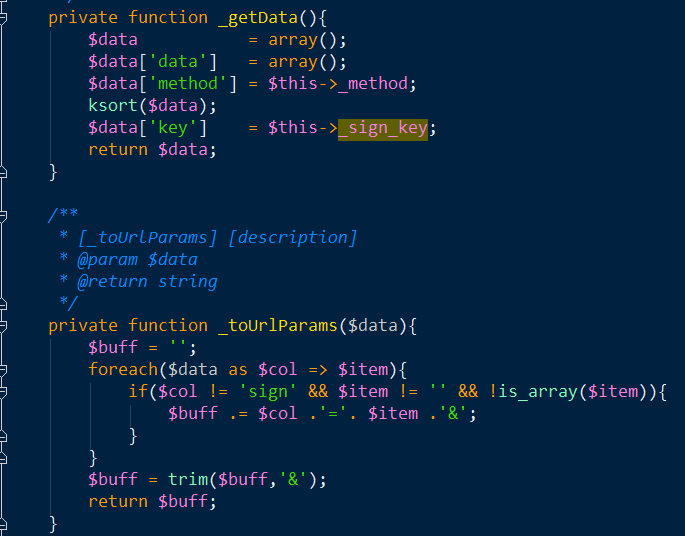 private function _getData(){
$data = array();
$data['data'] = array();
$data['method'] = $this->_method;
ksort($data);
$data['key'] = $this->_sign_key;
return $data;
}
/**
* [_toUrlParams] [description]
* @param $data
* @return string
*/
private function _toUrlParams($data){
$buff = '';
foreach($data as $col => $item){
if($col != 'sign' && $item != '' && !is_array($item)){
$buff .= $col .'='. $item .'&';
}
}
$buff = trim($buff,'&');
return $buff;
}